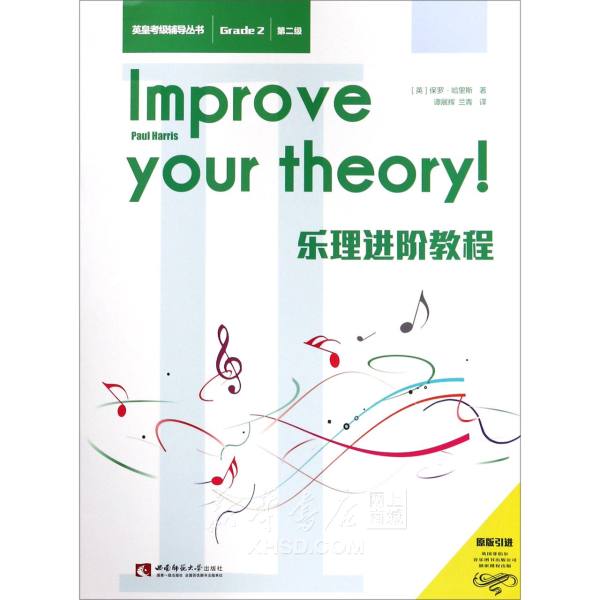 英皇考级辅导丛书 Grade 2 第二级
Improve
Paul Harris
[英] 保罗·哈里斯 著
谭展辉 兰青 译
your theory!
乐理进阶教程
新华书店 网上商城
XHSD.COM
原版引进
西南师范大学出版社